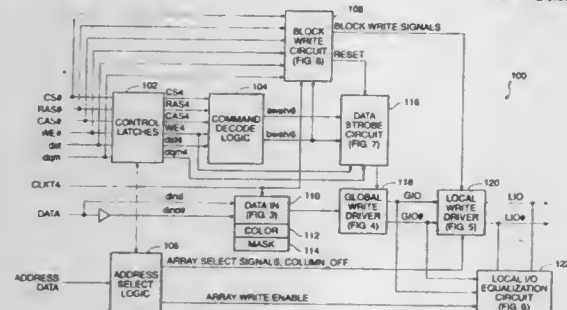 108
BLOCK WRITE SIGNALS
BLOCK
WRITE
CIRCUIT
(FIG 8)
RESET
100
102
104
116
CS#
RAS#
CAS#
WE#
dqm
CONTROL
LATCHES
CS4
RAS4
CAS4
WE4
dqm4
COMMAND
DECODE
LOGIC
DATA
STROBE
CIRCUIT
(FIG. 7)
CLKT4
DATA
dind
dind#
DATA IN
(FIG. 3)
110
COLOR
112
MASK
114
118
GLOBAL
WRITE
DRIVER
(FIG 4)
GIO
GIO#
120
LOCAL
WRITE
DRIVER
(FIG. 5)
LIO
LIO#
106
ADDRESS
DATA
ADDRESS
SELECT
LOGIC
ARRAY SELECT SIGNALS, COLUMN_OFF
ARRAY WRITE ENABLE
122
LOCAL I/O
EQUALIZATION
CIRCUIT
(FIG. 6)